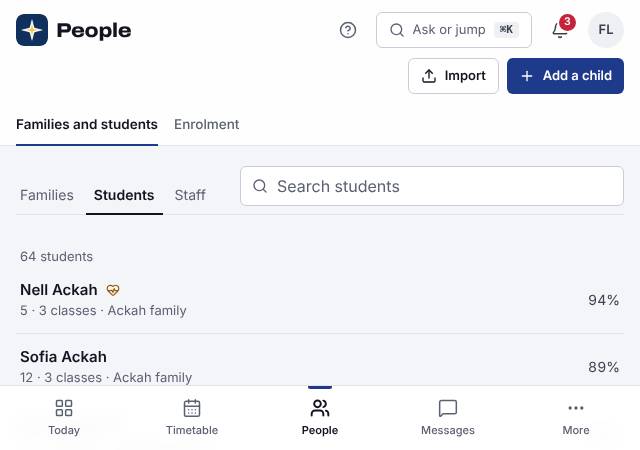 People
Ask or jump ⌘K
3
FL
Import
Add a child
Families and students
Enrolment
Families
Students
Staff
Search students
64 students
Nell Ackah
5 · 3 classes · Ackah family
94%
Sofia Ackah
12 · 3 classes · Ackah family
89%
Today
Timetable
People
Messages
More